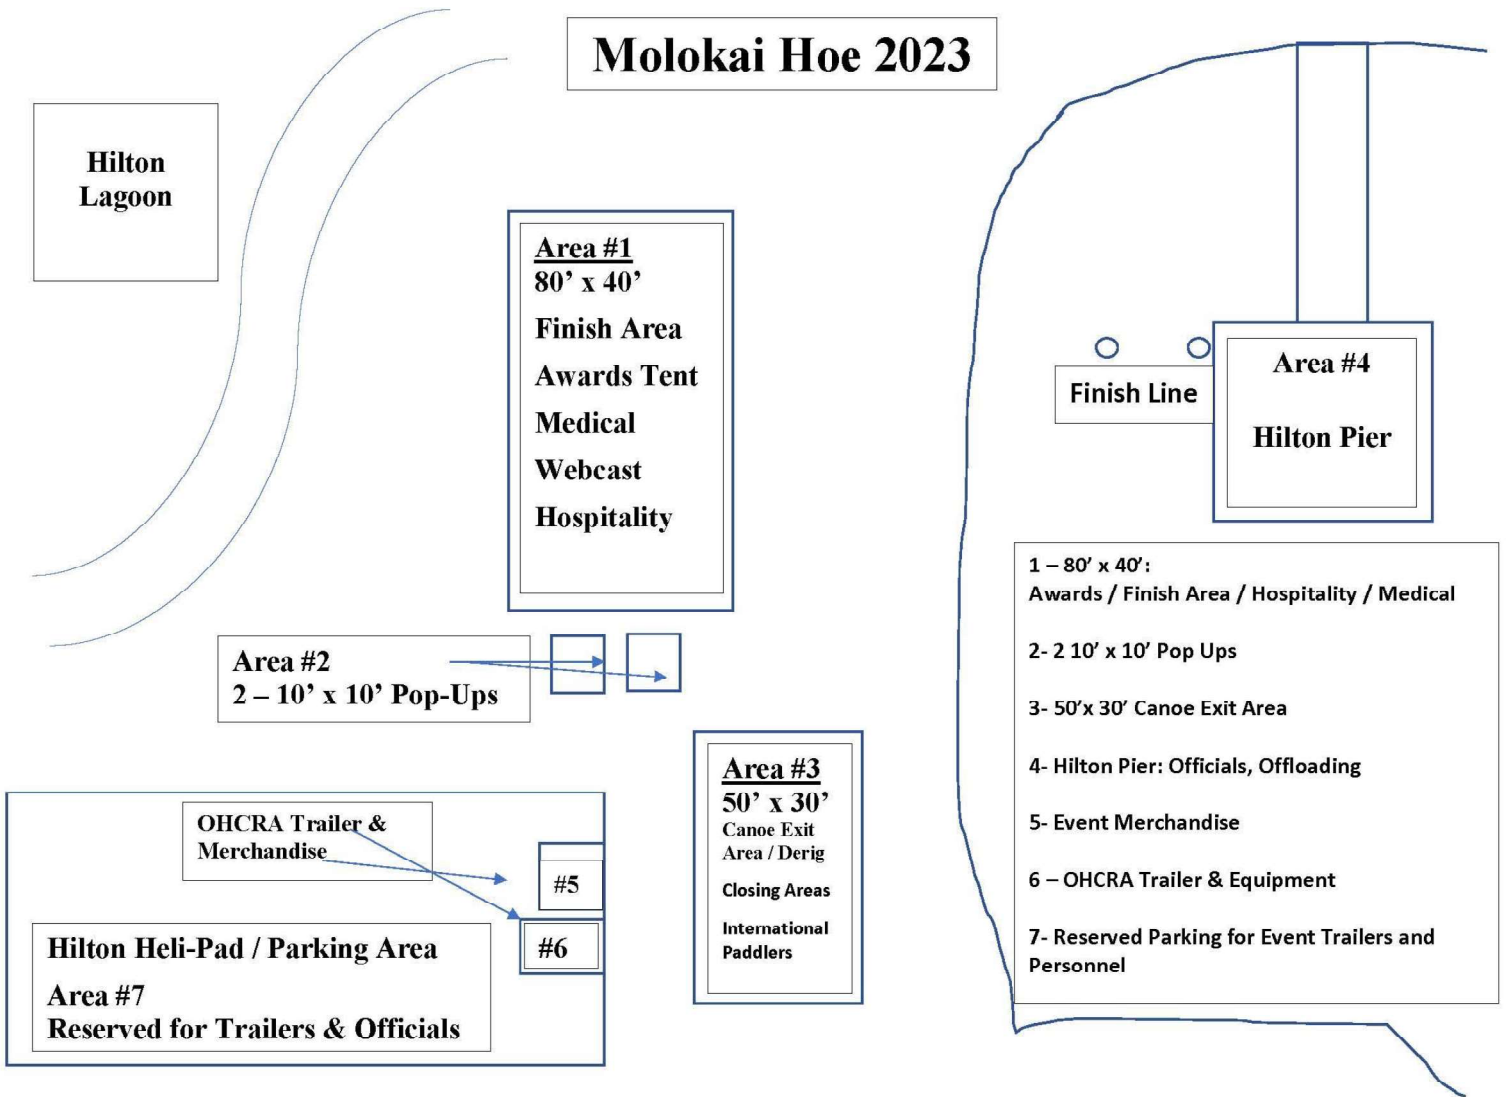 Molokai Hoe 2023
Hilton
Lagoon
Area #1
80’ x 40’
Finish Area
Awards Tent
Medical
Webcast
Hospitality
Finish Line
Area #4
Hilton Pier
Area #2
2 – 10’ x 10’ Pop-Ups
Area #3
50’ x 30’
Canoe Exit
Area / Derig
Closing Areas
International
Paddlers
OHCRA Trailer &
Merchandise
#5
#6
Hilton Heli-Pad / Parking Area
Area #7
Reserved for Trailers & Officials
1 – 80’ x 40’:
Awards / Finish Area / Hospitality / Medical
2- 2 10’ x 10’ Pop Ups
3- 50’x 30’ Canoe Exit Area
4- Hilton Pier: Officials, Offloading
5- Event Merchandise
6 – OHCRA Trailer & Equipment
7- Reserved Parking for Event Trailers and
Personnel